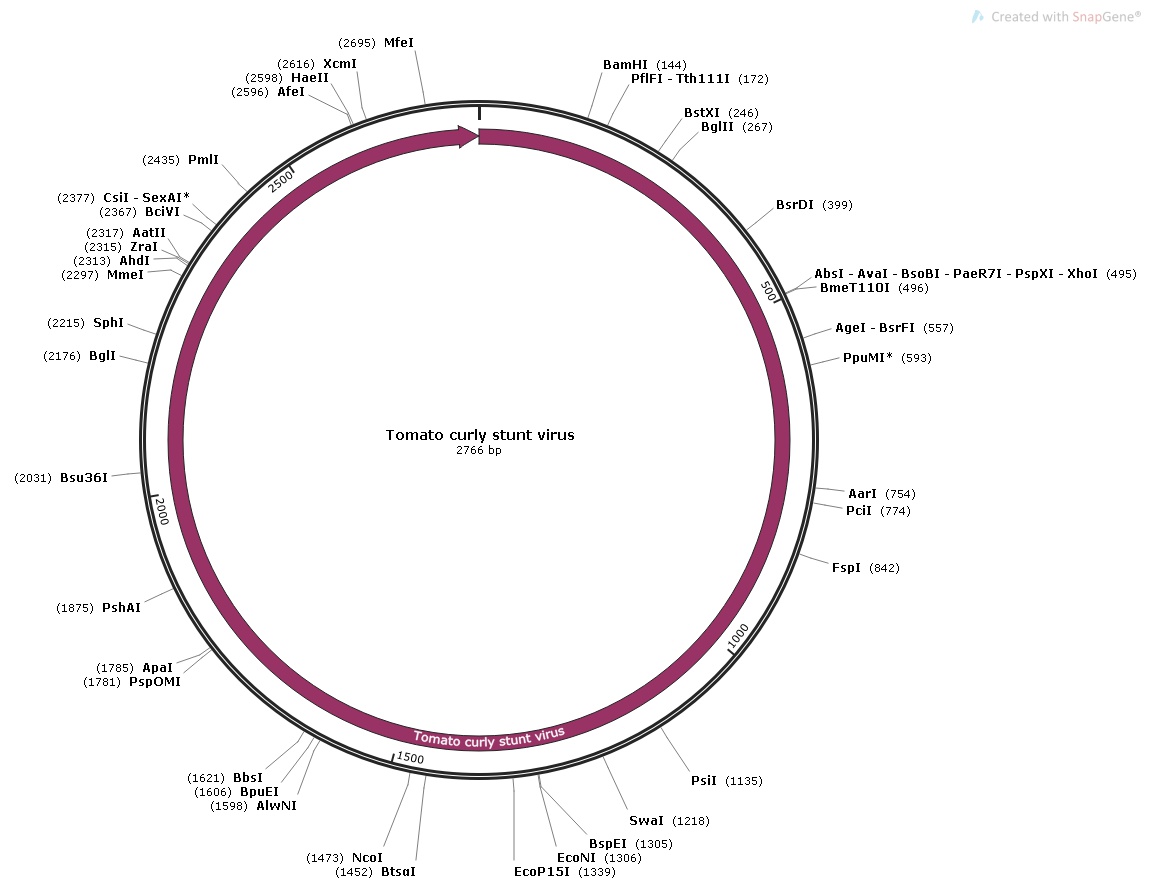 Created with SnapGene®
(2695) MfeI
(2616) XcmI
(2598) HaeII
(2596) AfeI
BamHI (144)
PflFI - Tth111I (172)
BstXI (246)
BglII (267)
(2435) PmlI
2500
(2377) CsiI - SexAI*
(2367) BciVI
(2317) AatII
(2315) ZraI
(2313) AhdI
(2297) MmeI
BsrDI (399)
AbsI - AvaI - BsoBI - PaeR7I - PspXI - XhoI (495)
BmeT110I (496)
500
(2215) SphI
(2176) BglI
AgeI - BsrFI (557)
PpuMI* (593)
Tomato curly stunt virus
2766 bp
(2031) Bsu36I
2000
AarI (754)
PciI (774)
FspI (842)
(1875) PshAI
1000
(1785) ApaI
(1781) PspOMI
Tomato curly stunt virus
1500
(1621) BbsI
(1606) BpuEI
(1598) AlwNI
PsiI (1135)
SwaI (1218)
BspEI (1305)
EcoNI (1306)
EcoP15I (1339)
(1473) NcoI
(1452) BtsαI